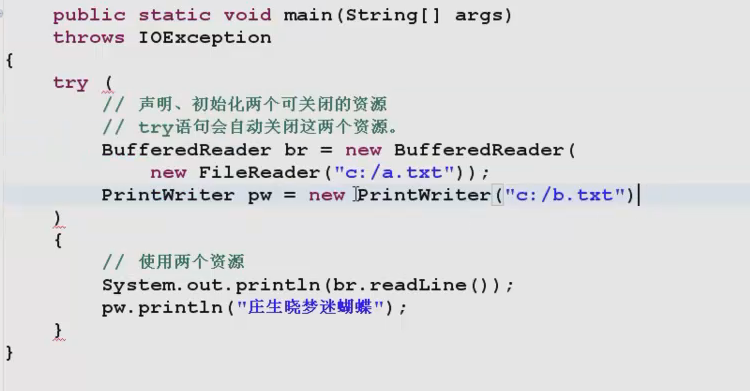 public static void main(String[] args)
throws IOException
{
try (
// 声明、初始化两个可关闭的资源
// try语句会自动关闭这两个资源。
BufferedReader br = new BufferedReader(
new FileReader("c:/a.txt"));
PrintWriter pw = new PrintWriter("c:/b.txt")
)
{
// 使用两个资源
System.out.println(br.readLine());
pw.println("庄生晓梦迷蝴蝶");
}
}